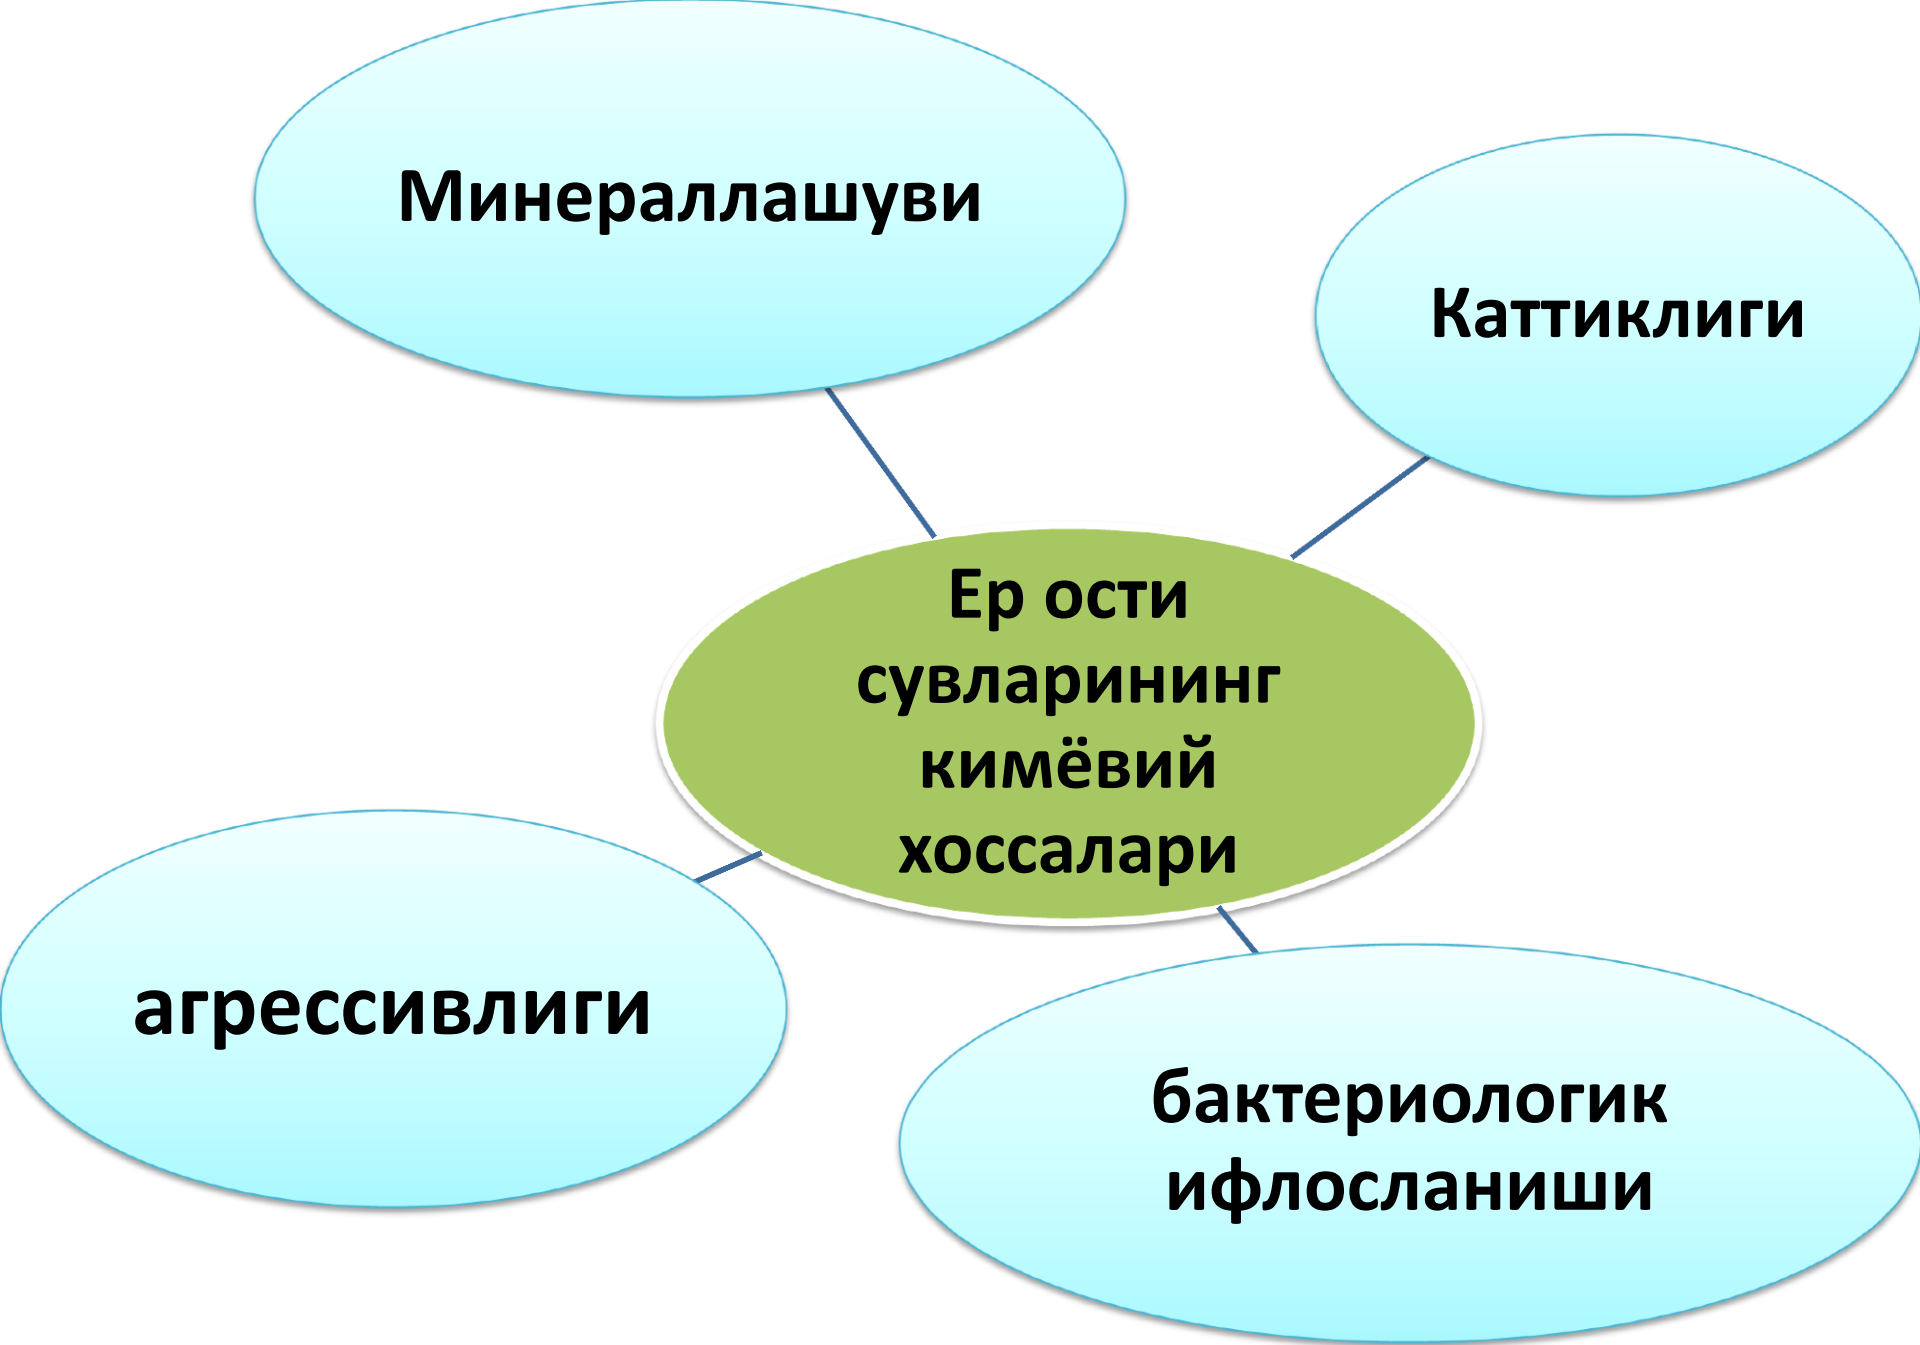 Минераллашуви
Каттиклиги
Ер ости
сувларининг
кимёвий
хоссалари
агрессивлиги
бактериологик
ифлосланиши